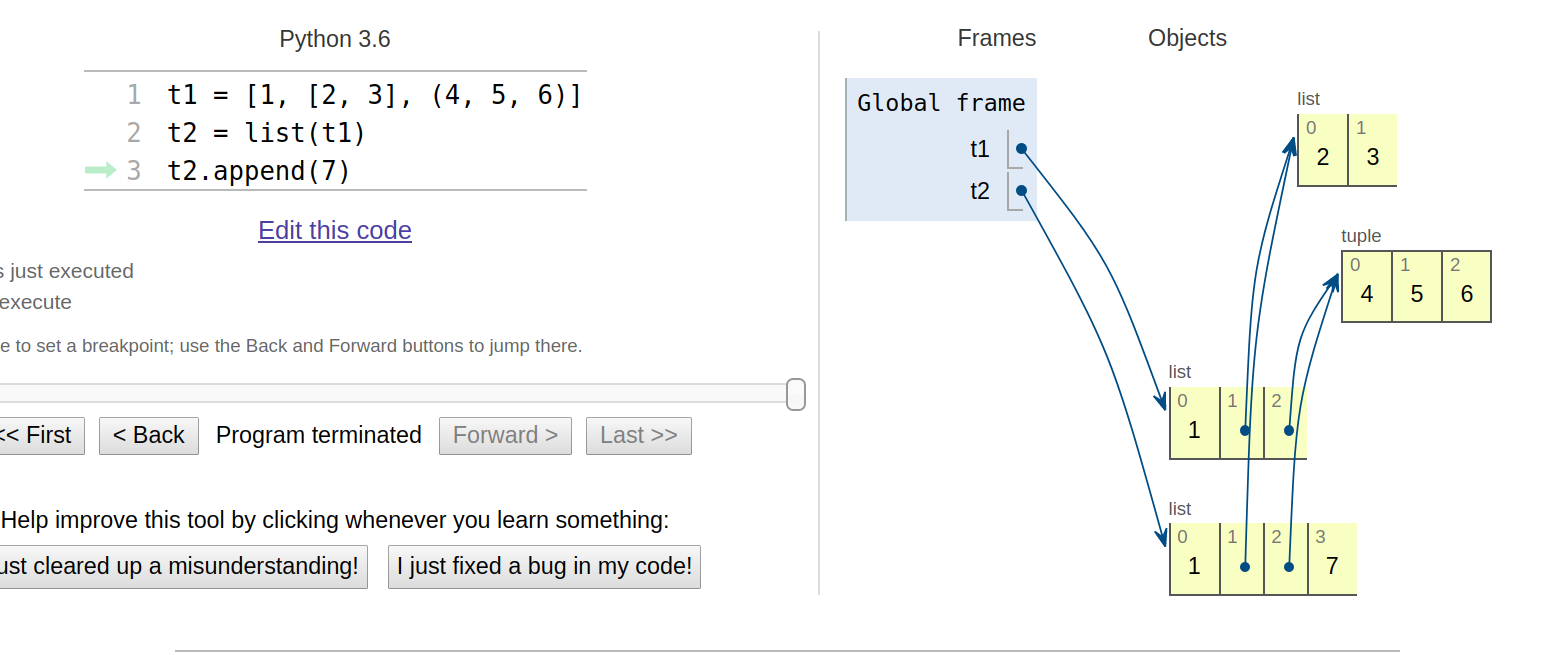 Python 3.6
1 t1 = [1, [2, 3], (4, 5, 6)]
2 t2 = list(t1)
3 t2.append(7)
Edit this code
just executed
execute
e to set a breakpoint; use the Back and Forward buttons to jump there.
<< First
< Back
Program terminated
Forward >
Last >>
Help improve this tool by clicking whenever you learn something:
ust cleared up a misunderstanding!
I just fixed a bug in my code!
Frames
Objects
Global frame
t1
t2
list
0 1
2 3
tuple
0 1 2
4 5 6
list
0 1 2
1
list
0 1 2 3
1 7